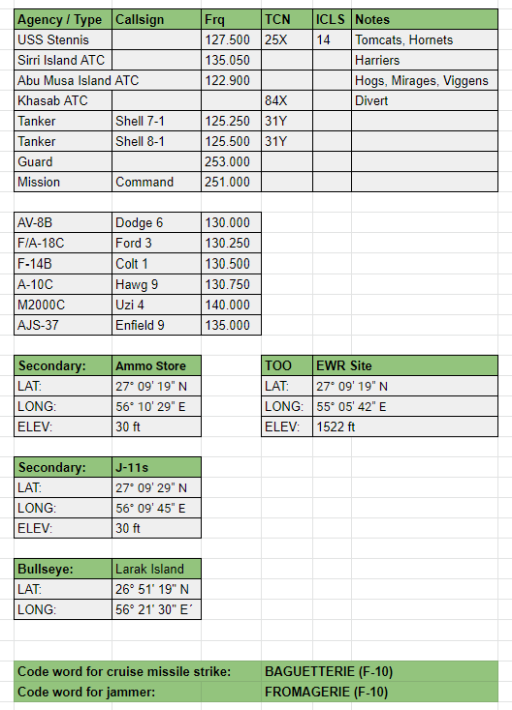 Agency / Type Callsign Frq TCN ICLS Notes
USS Stennis 127.500 25X 14 Tomcats, Hornets
Sirri Island ATC 135.050 Harriers
Abu Musa Island ATC 122.900 Hogs, Mirages, Viggens
Khasab ATC 84X Divert
Tanker Shell 7-1 125.250 31Y
Tanker Shell 8-1 125.500 31Y
Guard 253.000
Mission Command 251.000
AV-8B Dodge 6 130.000
F/A-18C Ford 3 130.250
F-14B Colt 1 130.500
A-10C Hawg 9 130.750
M2000C Uzi 4 140.000
AJS-37 Enfield 9 135.000
Secondary: Ammo Store TOO EWR Site
LAT: 27° 09' 19" N LAT: 27° 09' 19" N
LONG: 56° 10' 29" E LONG: 55° 05' 42" E
ELEV: 30 ft ELEV: 1522 ft
Secondary: J-11s
LAT: 27° 09' 29" N
LONG: 56° 09' 45" E
ELEV: 30 ft
Bullseye: Larak Island
LAT: 26° 51' 19" N
LONG: 56° 21' 30" E´
Code word for cruise missile strike: BAGUETTERIE (F-10)
Code word for jammer: FROMAGERIE (F-10)